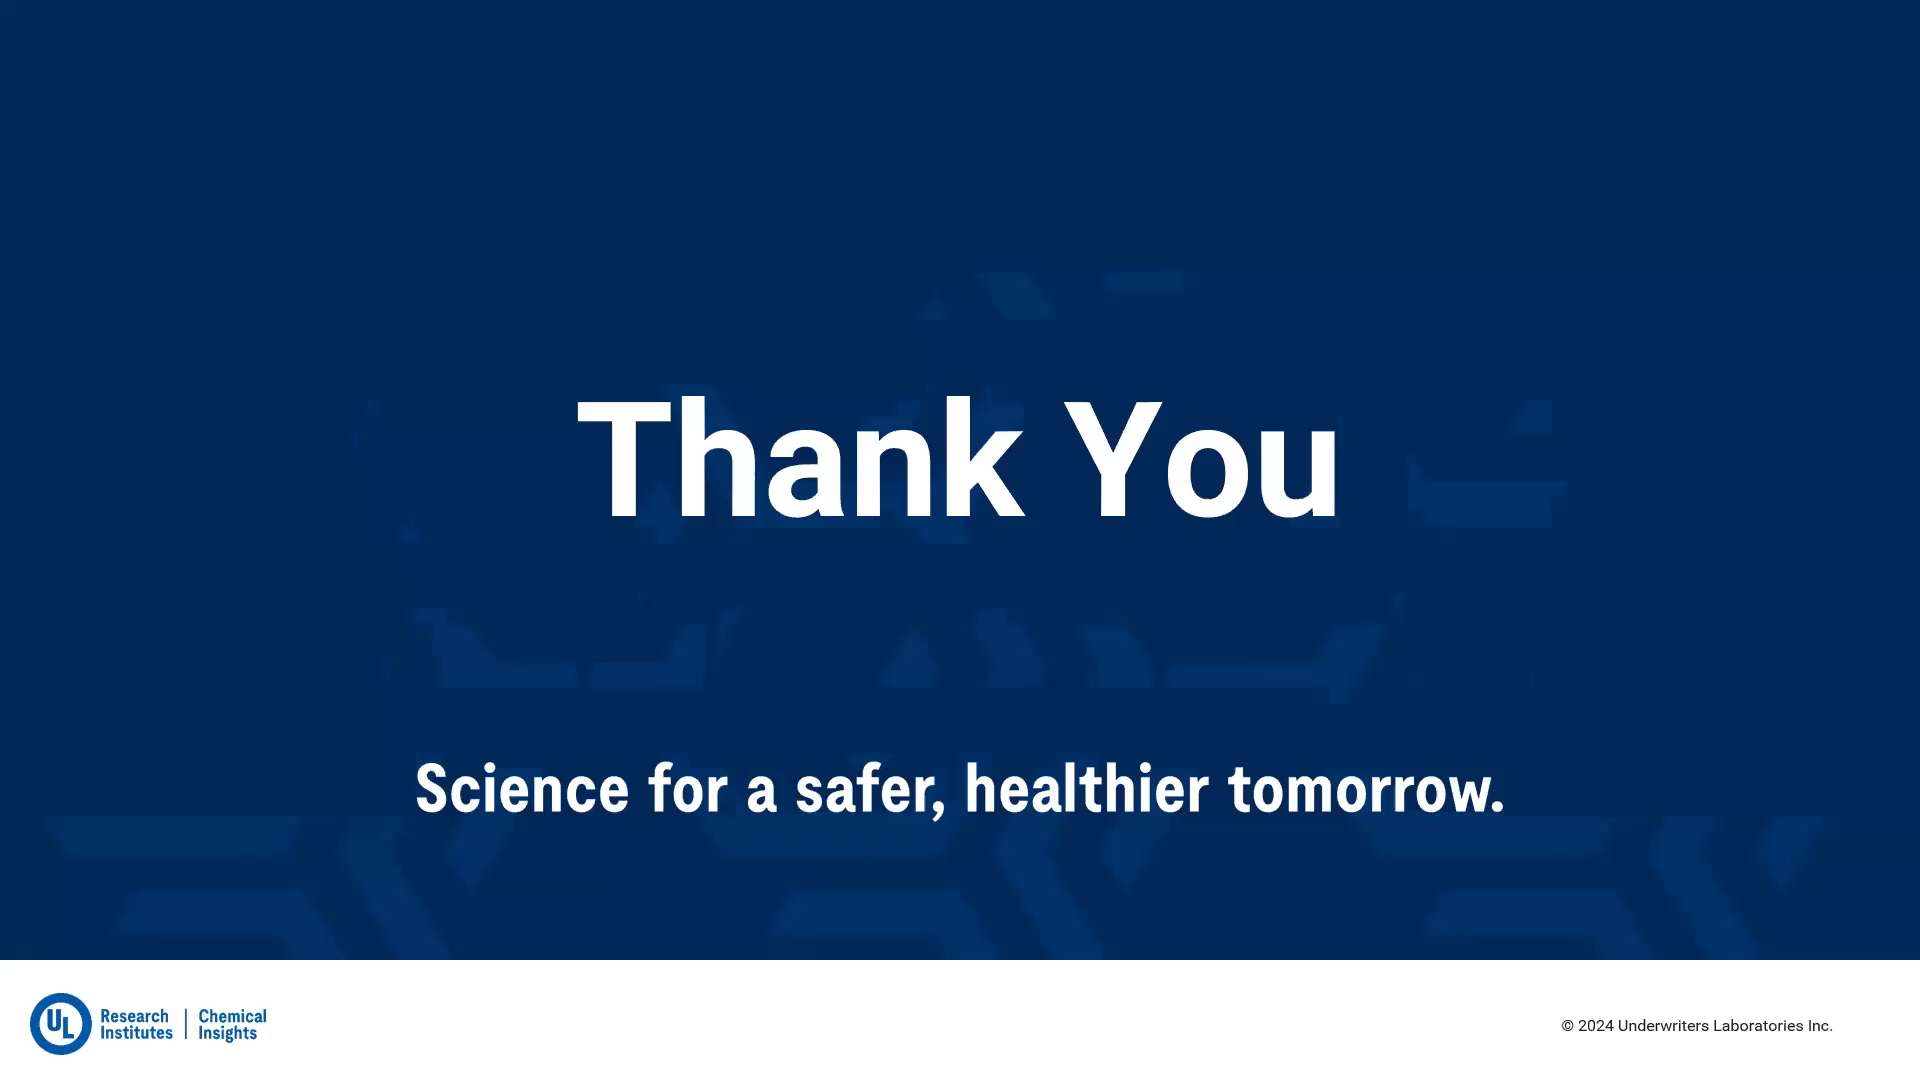 Thank You
Science for a safer, healthier tomorrow.
UL
Research
Institutes
Chemical
Insights
© 2024 Underwriters Laboratories Inc.